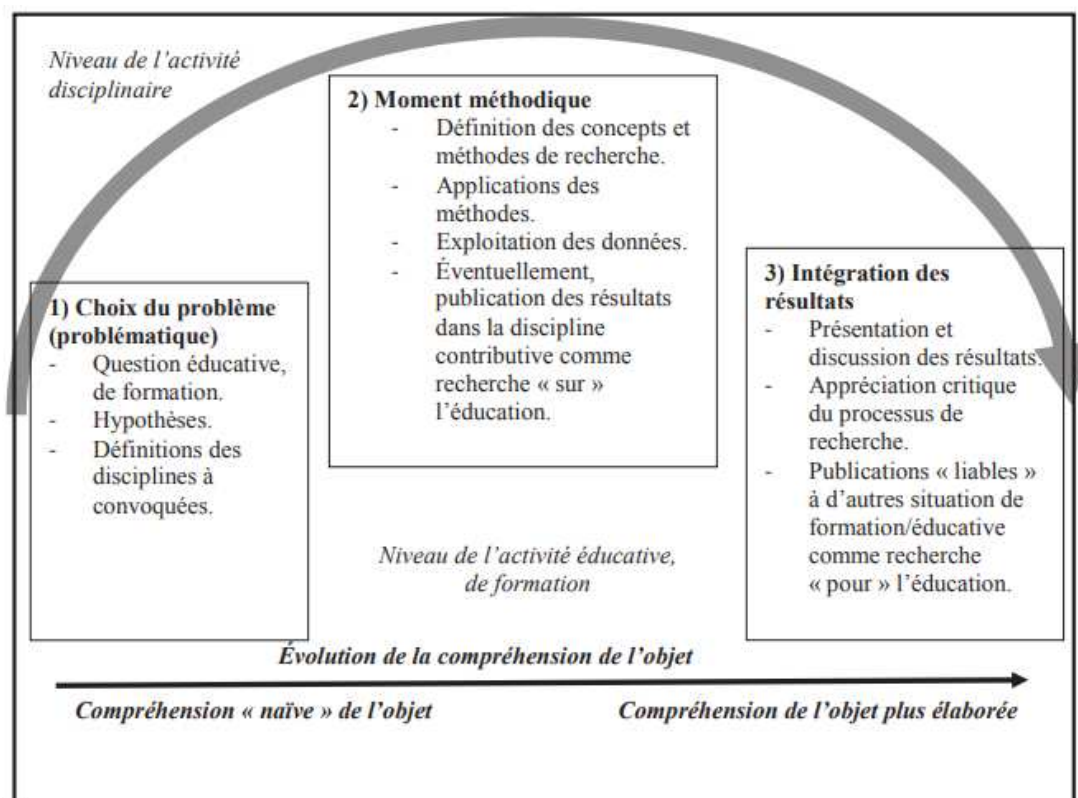 Niveau de l'activité
disciplinaire
2) Moment méthodique
- Définition des concepts et
méthodes de recherche.
- Applications des
méthodes.
- Exploitation des données.
- Éventuellement,
publication des résultats
dans la discipline
contributive comme
recherche « sur »
l'éducation.
1) Choix du problème
(problématique)
- Question éducative,
de formation.
- Hypothèses.
- Définitions des
disciplines à
convoquées.
3) Intégration des
résultats
- Présentation et
discussion des résultats.
- Appréciation critique
du processus de
recherche.
- Publications « liables »
à d'autres situation de
formation/éducative
comme recherche
« pour » l'éducation.
Niveau de l'activité éducative,
de formation
Évolution de la compréhension de l'objet
Compréhension « naïve » de l'objet
Compréhension de l'objet plus élaborée